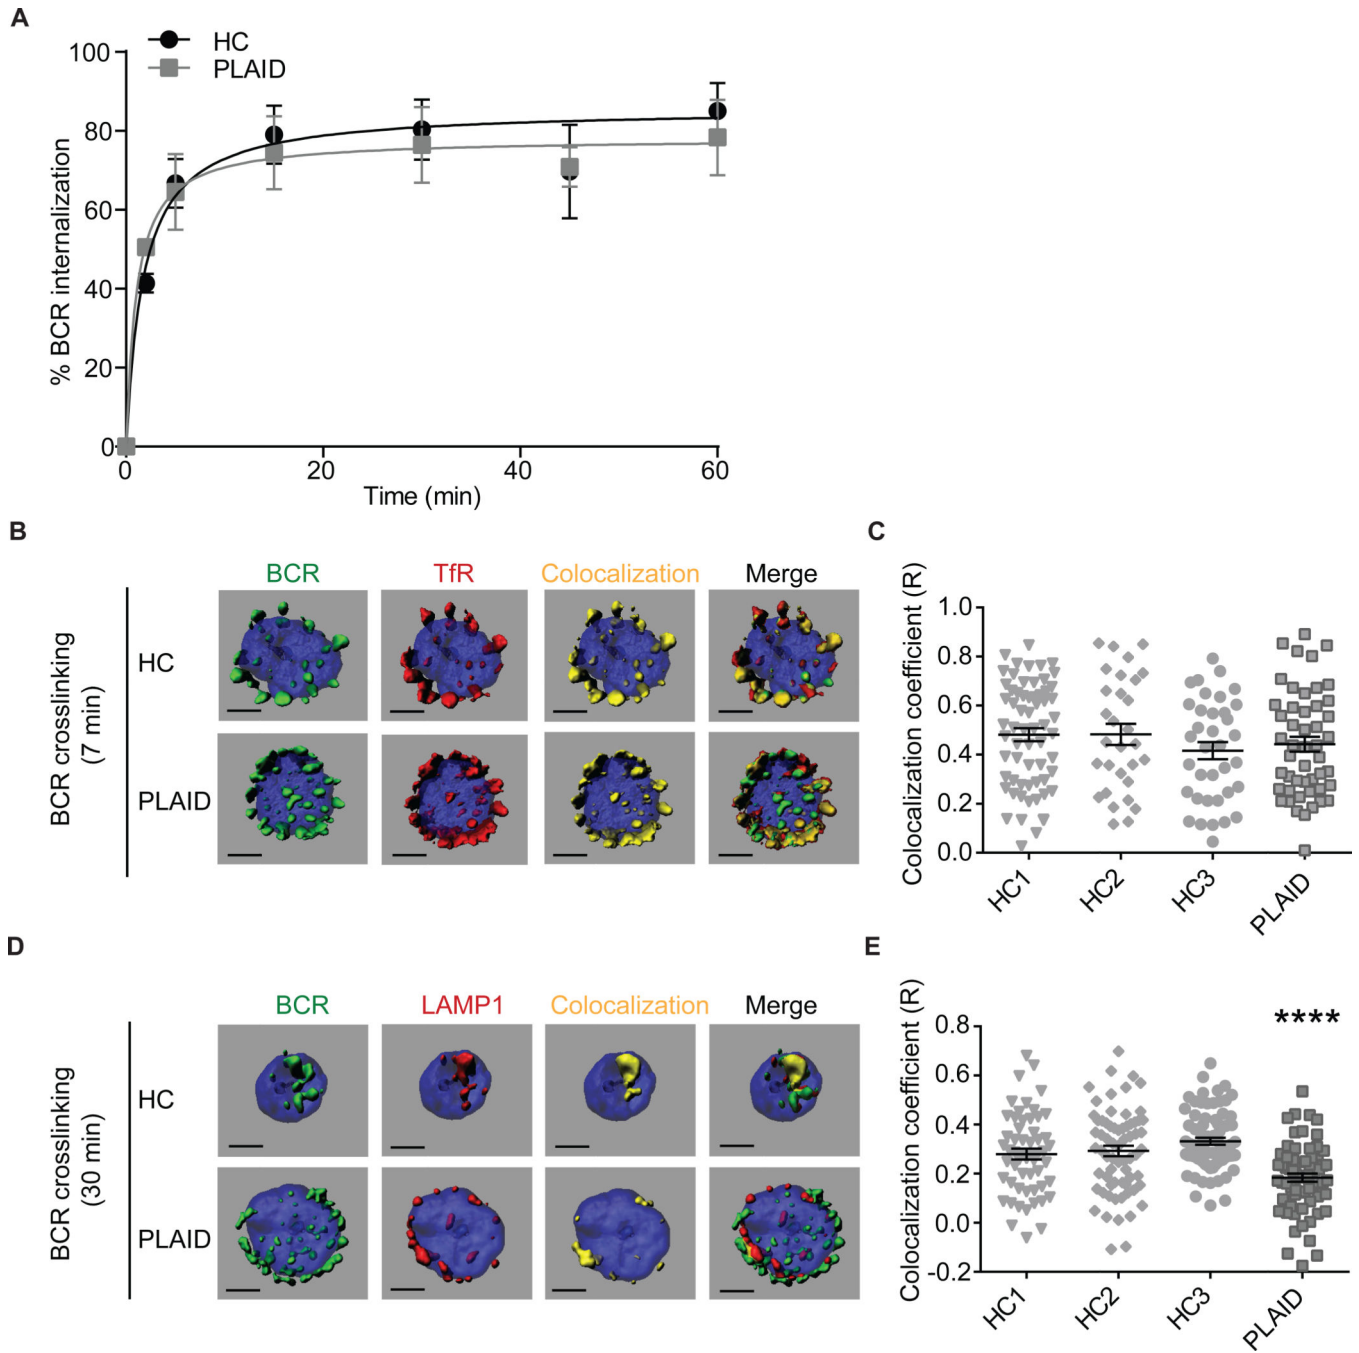 A
HC
PLAID
100
80
60
40
20
0
% BCR internalization
0 20 40 60
Time (min)
B
BCR TfR Colocalization Merge
BCR crosslinking
(7 min)
HC
PLAID
C
Colocalization coefficient (R)
1.0
0.8
0.6
0.4
0.2
0.0
HC1 HC2 HC3 PLAID
D
BCR LAMP1 Colocalization Merge
BCR crosslinking
(30 min)
HC
PLAID
E
Colocalization coefficient (R)
0.8
0.6
0.4
0.2
0.0
-0.2
****
HC1 HC2 HC3 PLAID